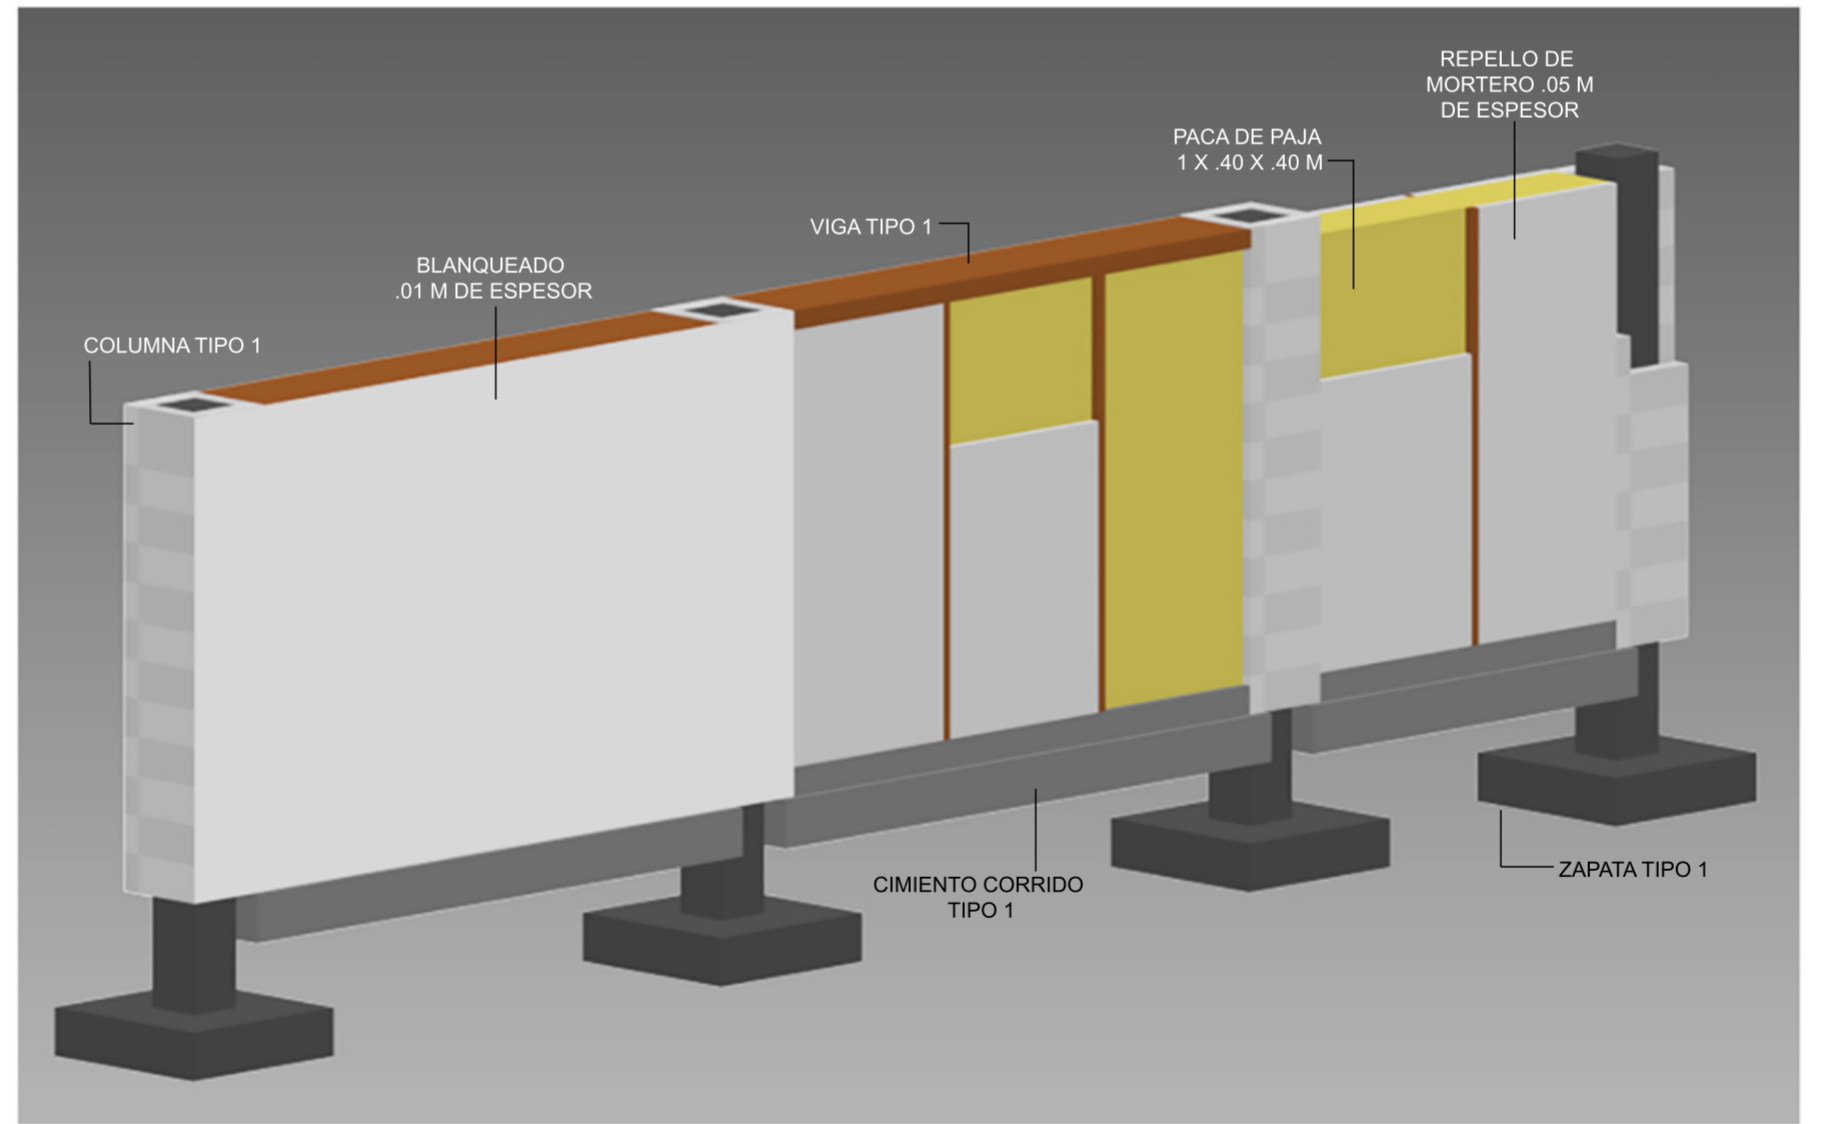 REPELLO DE
MORTERO .05 M
DE ESPESOR
PACA DE PAJA
1 X .40 X .40 M
VIGA TIPO 1
BLANQUEADO
.01 M DE ESPESOR
COLUMNA TIPO 1
CIMIENTO CORRIDO
TIPO 1
ZAPATA TIPO 1